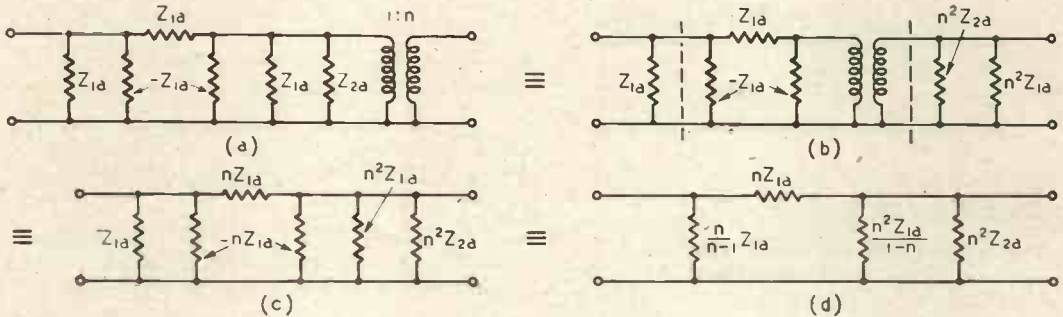 Z₁ₐ
1:n
Z₁ₐ
-Z₁ₐ
Z₁ₐ
Z₂ₐ
(a)
≡
Z₁ₐ
n²Z₂ₐ
Z₁ₐ
-Z₁ₐ
n²Z₁ₐ
(b)
≡
nZ₁ₐ
n²Z₁ₐ
Z₁ₐ
-nZ₁ₐ
n²Z₂ₐ
(c)
≡
nZ₁ₐ
n/n-1 Z₁ₐ
n²Z₁ₐ/1-n
n²Z₂ₐ
(d)